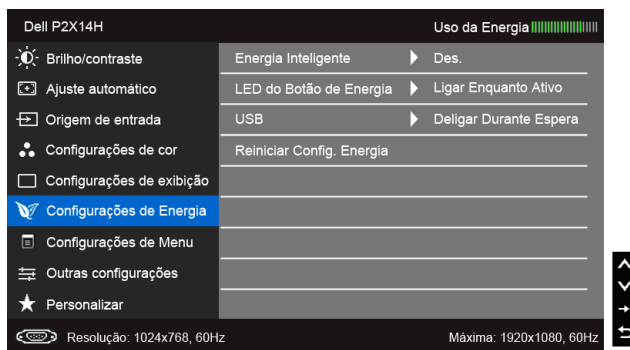 Dell P2X14H Uso da Energia
Brilho/contraste Energia Inteligente Des.
Ajuste automático LED do Botão de Energia Ligar Enquanto Ativo
Origem de entrada USB Deligar Durante Espera
Configurações de cor Reiniciar Config. Energia
Configurações de exibição
Configurações de Energia
Configurações de Menu
Outras configurações
Personalizar
Resolução: 1024x768, 60Hz Máxima: 1920x1080, 60Hz